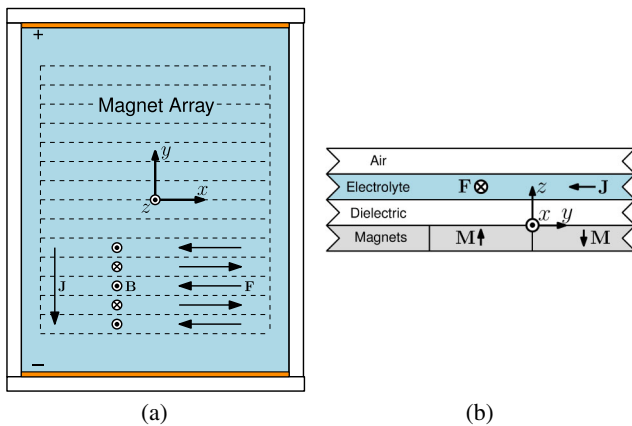 +
Magnet Array
y
x
z
J
B
F
−
(a)
Air
Electrolyte F z J
Dielectric x y
Magnets M M
(b)